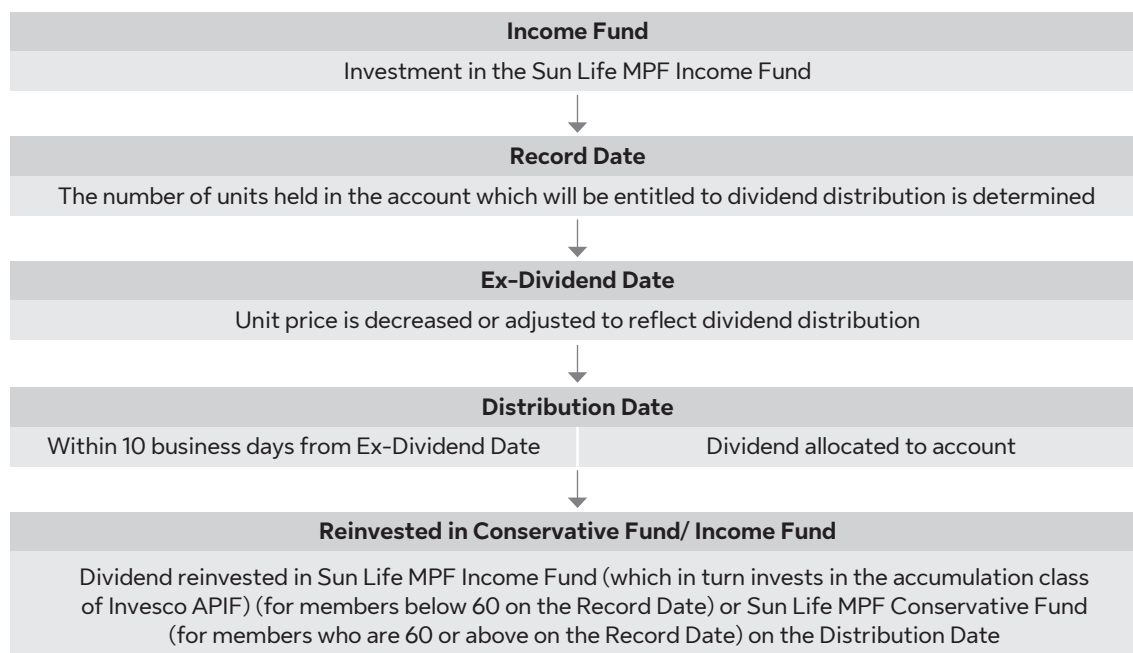 Income Fund
Investment in the Sun Life MPF Income Fund
Record Date
The number of units held in the account which will be entitled to dividend distribution is determined
Ex-Dividend Date
Unit price is decreased or adjusted to reflect dividend distribution
Distribution Date
Within 10 business days from Ex-Dividend Date
Dividend allocated to account
Reinvested in Conservative Fund/ Income Fund
Dividend reinvested in Sun Life MPF Income Fund (which in turn invests in the accumulation class
of Invesco APIF) (for members below 60 on the Record Date) or Sun Life MPF Conservative Fund
(for members who are 60 or above on the Record Date) on the Distribution Date